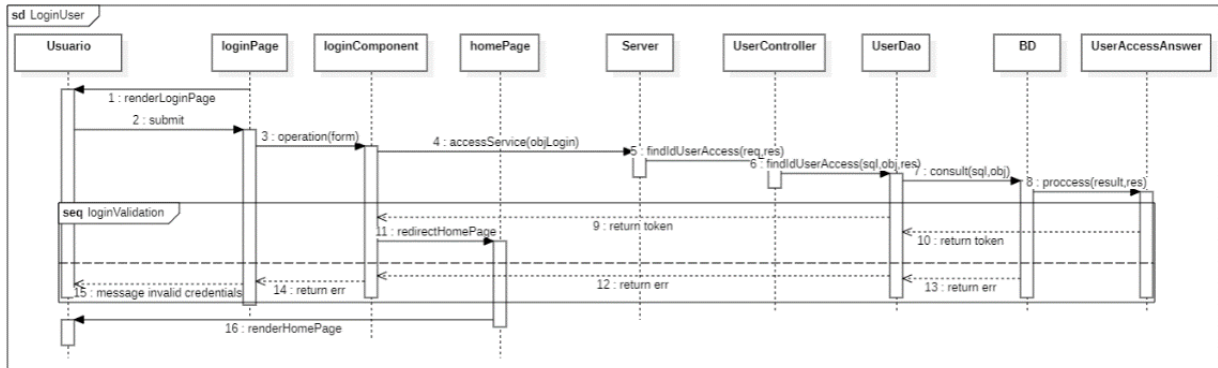 sd LoginUser
Usuario
loginPage
loginComponent
homePage
Server
UserController
UserDao
BD
UserAccessAnswer
1 : renderLoginPage
2 : submit
3 : operation(form)
4 : accessService(objLogin)
5 : findIdUserAccess(req,res)
6 : findIdUserAccess(sql,obj,res)
7 : consult(sql,obj)
8 : proccess(result,res)
seq loginValidation
9 : return token
10 : return token
11 : redirectHomePage
12 : return err
13 : return err
14 : return err
15 : message invalid credentials
16 : renderHomePage